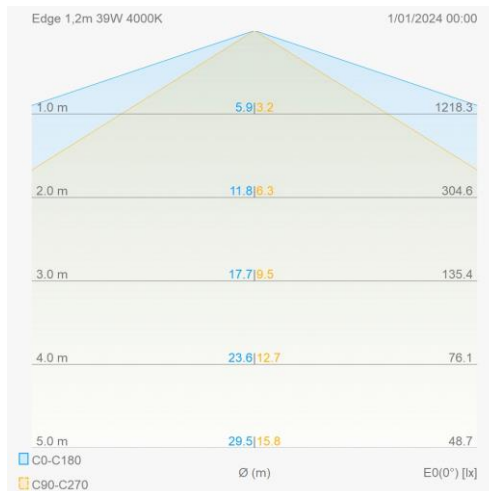 Edge 1,2m 39W 4000K 1/01/2024 00:00
1.0 m 5.9|3.2 1218.3
2.0 m 11.8|6.3 304.6
3.0 m 17.7|9.5 135.4
4.0 m 23.6|12.7 76.1
5.0 m 29.5|15.8 48.7
C0-C180
Ø (m) E0(0°) [lx]
C90-C270